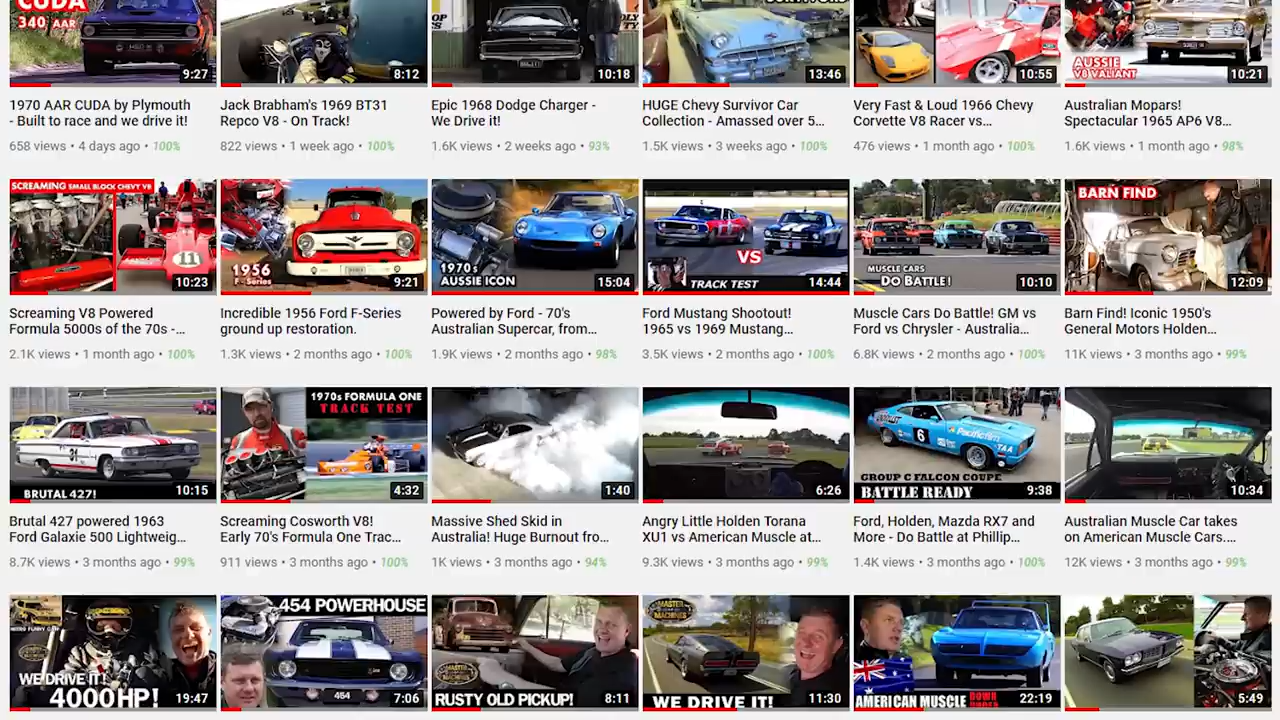 CUDA
340 AAR
9:27
8:12
10:18
13:46
10:55
AUSSIE
V8 VALIANT
10:21
1970 AAR CUDA by Plymouth
- Built to race and we drive it!
658 views • 4 days ago • 100%
Jack Brabham's 1969 BT31
Repco V8 - On Track!
822 views • 1 week ago • 100%
Epic 1968 Dodge Charger -
We Drive it!
1.6K views • 2 weeks ago • 93%
HUGE Chevy Survivor Car
Collection - Amassed over 5...
1.5K views • 3 weeks ago • 100%
Very Fast & Loud 1966 Chevy
Corvette V8 Racer vs...
476 views • 1 month ago • 100%
Australian Mopars!
Spectacular 1965 AP6 V8...
1.6K views • 1 month ago • 98%
SCREAMING SMALL BLOCK CHEVY V8
11
10:23
1956
F-Series
9:21
1970s
AUSSIE ICON
15:04
VS
TRACK TEST
14:44
MUSCLE CARS
DO BATTLE!
10:10
BARN FIND
12:09
Screaming V8 Powered
Formula 5000s of the 70s -...
2.1K views • 1 month ago • 100%
Incredible 1956 Ford F-Series
ground up restoration.
1.3K views • 2 months ago • 100%
Powered by Ford - 70's
Australian Supercar, from...
1.9K views • 2 months ago • 98%
Ford Mustang Shootout!
1965 vs 1969 Mustang...
3.5K views • 2 months ago • 100%
Muscle Cars Do Battle! GM vs
Ford vs Chrysler - Australia...
6.8K views • 2 months ago • 100%
Barn Find! Iconic 1950's
General Motors Holden...
11K views • 3 months ago • 99%
31
BRUTAL 427!
10:15
1970s FORMULA ONE
TRACK TEST
4:32
1:40
6:26
6
Pacific Film
TAA
GROUP C FALCON COUPE
BATTLE READY
9:38
10:34
Brutal 427 powered 1963
Ford Galaxie 500 Lightweig...
8.7K views • 3 months ago • 99%
Screaming Cosworth V8!
Early 70's Formula One Trac...
911 views • 3 months ago • 100%
Massive Shed Skid in
Australia! Huge Burnout fro...
1K views • 3 months ago • 94%
Angry Little Holden Torana
XU1 vs American Muscle at...
9.3K views • 3 months ago • 99%
Ford, Holden, Mazda RX7 and
More - Do Battle at Phillip...
1.4K views • 3 months ago • 100%
Australian Muscle Car takes
on American Muscle Cars....
12K views • 3 months ago • 99%
WE DRIVE IT!
4000HP!
19:47
454 POWERHOUSE
454
7:06
MASTER
MACHINES
RUSTY OLD PICKUP!
8:11
MASTER
MACHINES
WE DRIVE IT!
11:30
AMERICAN MUSCLE DOWN
UNDER
22:19
5:49